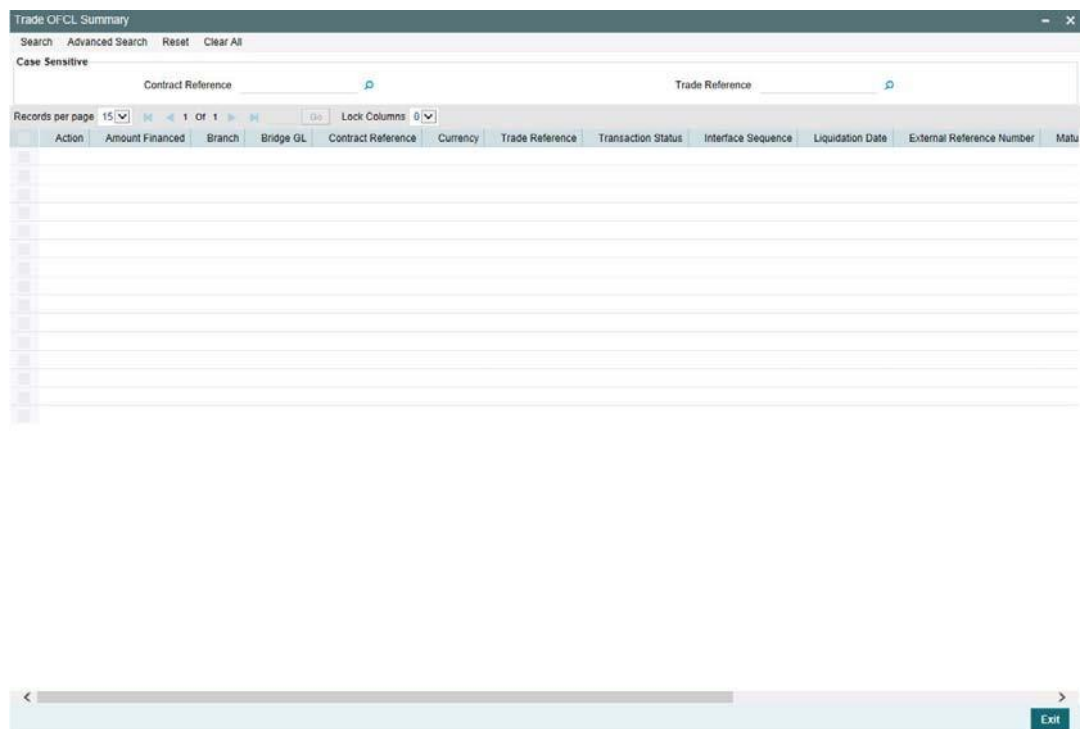 Trade OFCL Summary
Search Advanced Search Reset Clear All
Case Sensitive
Contract Reference Trade Reference
Records per page 15 1 Of 1 Go Lock Columns 0
Action Amount Financed Branch Bridge GL Contract Reference Currency Trade Reference Transaction Status Interface Sequence Liquidation Date External Reference Number Matu
Exit